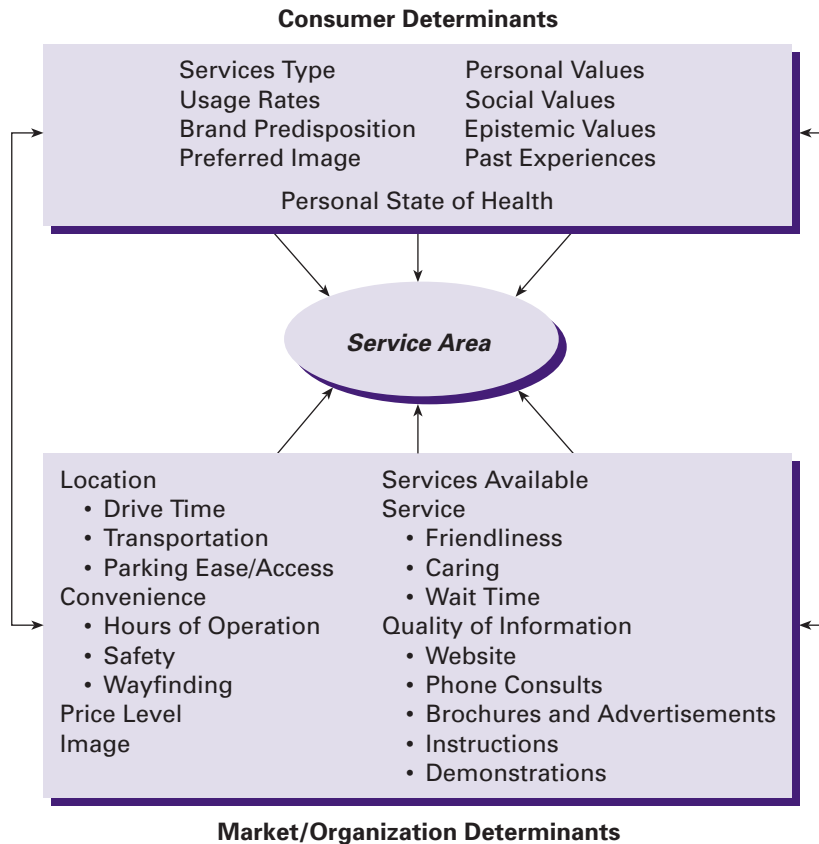 Consumer Determinants
Services Type
Usage Rates
Brand Predisposition
Preferred Image
Personal Values
Social Values
Epistemic Values
Past Experiences
Personal State of Health
Service Area
Location
• Drive Time
• Transportation
• Parking Ease/Access
Convenience
• Hours of Operation
• Safety
• Wayfinding
Price Level
Image
Services Available
Service
• Friendliness
• Caring
• Wait Time
Quality of Information
• Website
• Phone Consults
• Brochures and Advertisements
• Instructions
• Demonstrations
Market/Organization Determinants